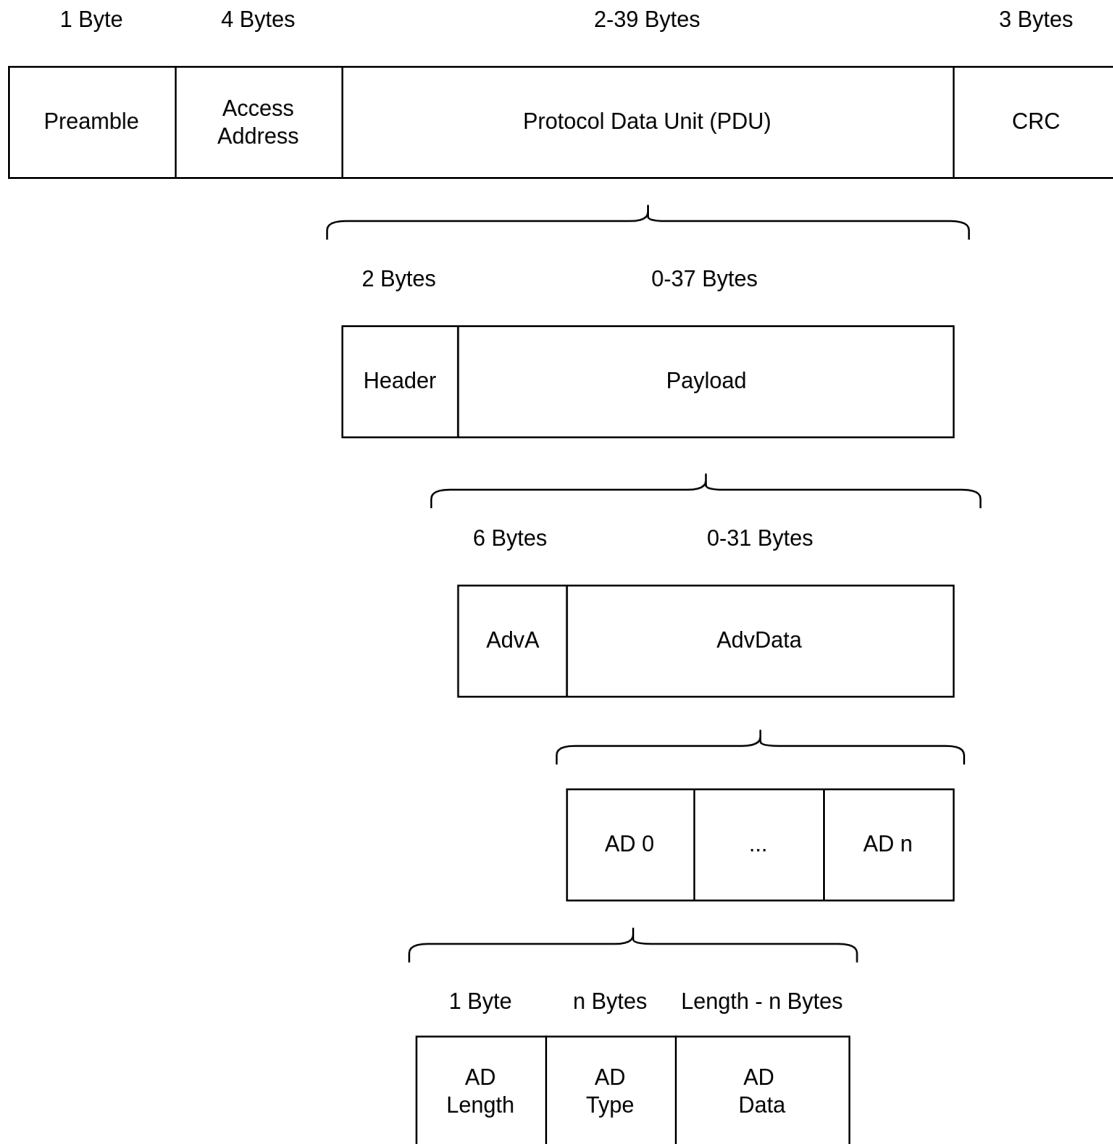 1 Byte
4 Bytes
2-39 Bytes
3 Bytes
Preamble
Access
Address
Protocol Data Unit (PDU)
CRC
2 Bytes
0-37 Bytes
Header
Payload
6 Bytes
0-31 Bytes
AdvA
AdvData
AD 0
...
AD n
1 Byte
n Bytes
Length - n Bytes
AD
Length
AD
Type
AD
Data